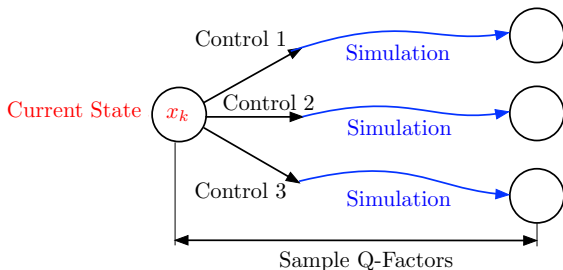 Control 1
Simulation
Current State x_k Control 2
Simulation
Control 3
Simulation
Sample Q-Factors